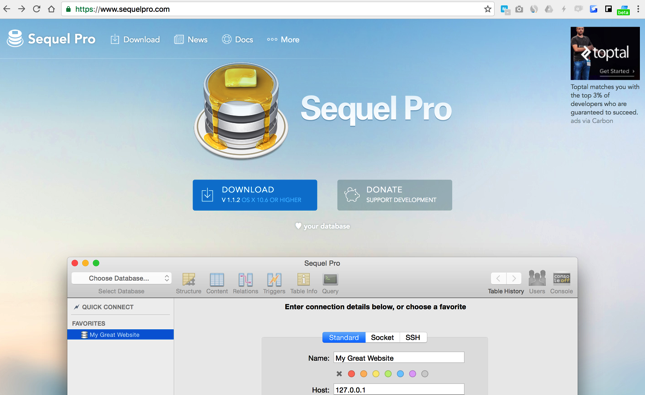 https://www.sequelpro.com
beta
Sequel Pro
Download
News
Docs
More
toptal
Get Started ›
Toptal matches you with
the top 3% of
developers who are
guaranteed to succeed.
ads via Carbon
Sequel Pro
DOWNLOAD
V 1.1.2 OS X 10.6 OR HIGHER
DONATE
SUPPORT DEVELOPMENT
♥ your database
Sequel Pro
Choose Database...
Select Database
Structure Content Relations Triggers Table Info Query
Table History Users Console
QUICK CONNECT
Enter connection details below, or choose a favorite
FAVORITES
My Great Website
Standard Socket SSH
Name: My Great Website
Host: 127.0.0.1